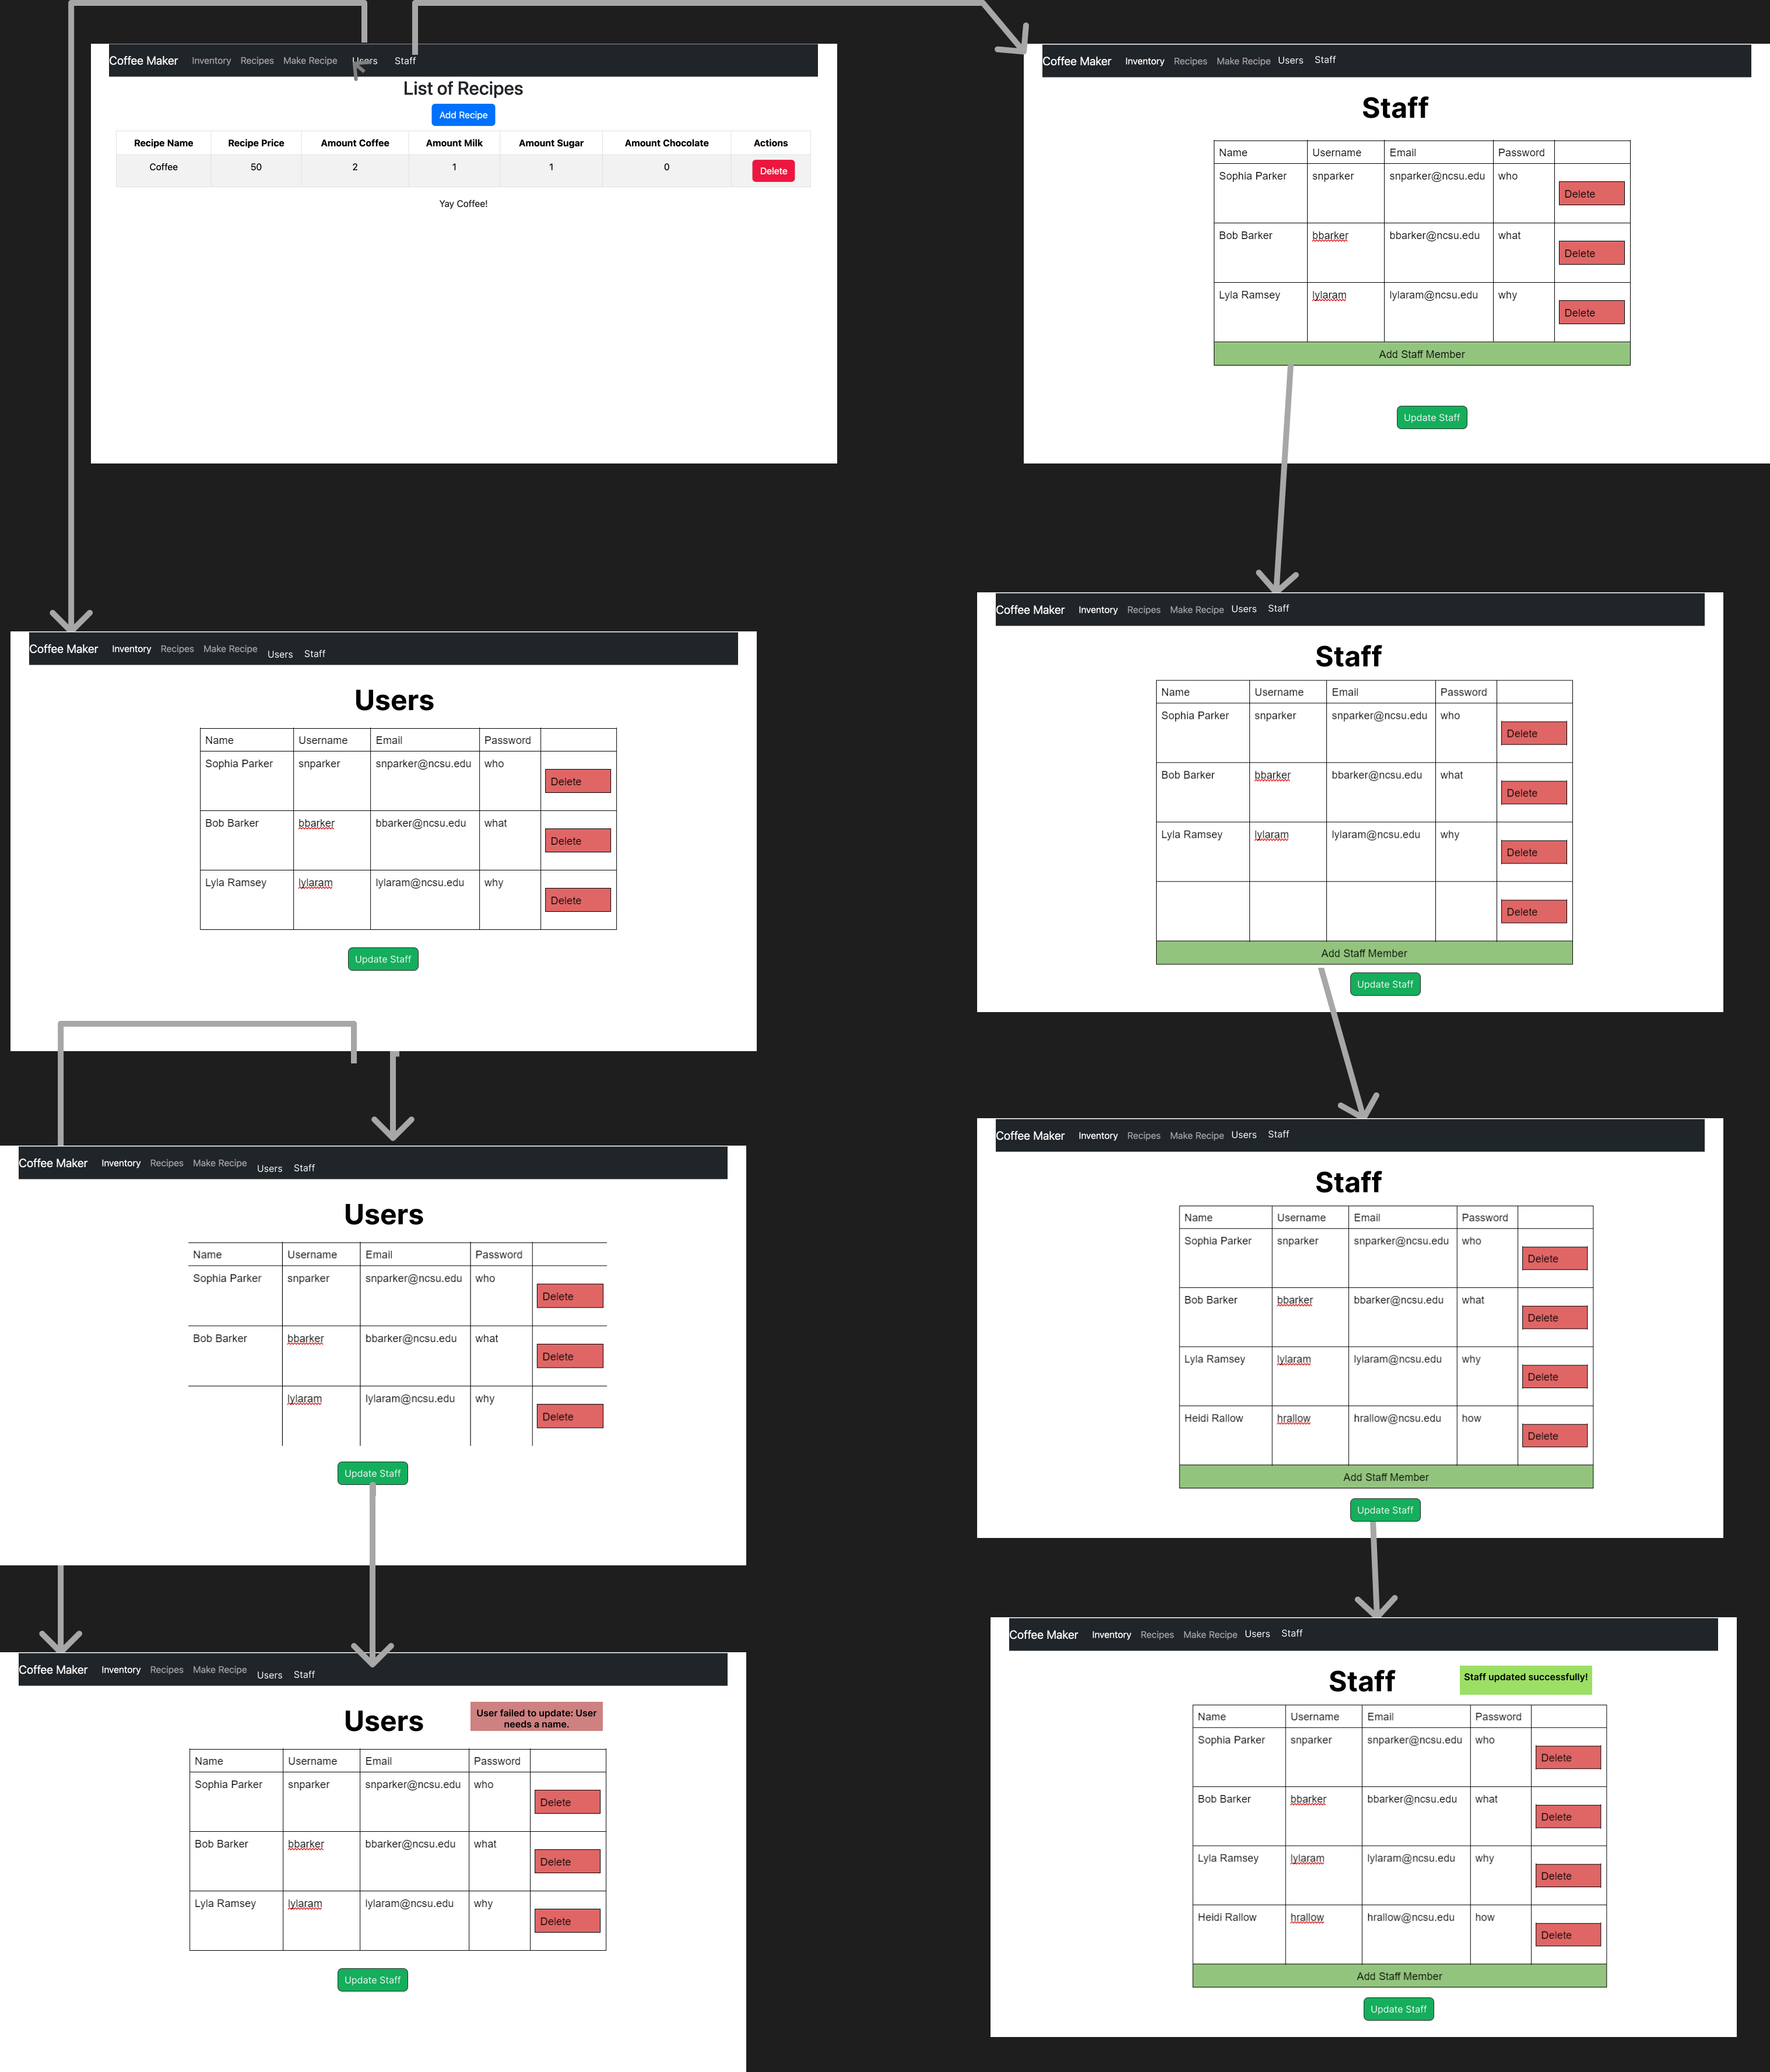 Coffee Maker Inventory Recipes Make Recipe Users Staff
List of Recipes
Add Recipe
Recipe Name Recipe Price Amount Coffee Amount Milk Amount Sugar Amount Chocolate Actions
Coffee 50 2 1 1 0 Delete
Yay Coffee!
Coffee Maker Inventory Recipes Make Recipe Users Staff
Staff
Name Username Email Password
Sophia Parker snparker snparker@ncsu.edu who
Delete
Bob Barker bbarker bbarker@ncsu.edu what
Delete
Lyla Ramsey lylaram lylaram@ncsu.edu why
Delete
Add Staff Member
Update Staff
Coffee Maker Inventory Recipes Make Recipe Users Staff
Users
Name Username Email Password
Sophia Parker snparker snparker@ncsu.edu who
Delete
Bob Barker bbarker bbarker@ncsu.edu what
Delete
Lyla Ramsey lylaram lylaram@ncsu.edu why
Delete
Update Staff
Coffee Maker Inventory Recipes Make Recipe Users Staff
Staff
Name Username Email Password
Sophia Parker snparker snparker@ncsu.edu who
Delete
Bob Barker bbarker bbarker@ncsu.edu what
Delete
Lyla Ramsey lylaram lylaram@ncsu.edu why
Delete
Delete
Add Staff Member
Update Staff
Coffee Maker Inventory Recipes Make Recipe Users Staff
Users
Name Username Email Password
Sophia Parker snparker snparker@ncsu.edu who
Delete
Bob Barker bbarker bbarker@ncsu.edu what
Delete
lylaram lylaram@ncsu.edu why
Delete
Update Staff
Coffee Maker Inventory Recipes Make Recipe Users Staff
Staff
Name Username Email Password
Sophia Parker snparker snparker@ncsu.edu who
Delete
Bob Barker bbarker bbarker@ncsu.edu what
Delete
Lyla Ramsey lylaram lylaram@ncsu.edu why
Delete
Heidi Rallow hrallow hrallow@ncsu.edu how
Delete
Add Staff Member
Update Staff
Coffee Maker Inventory Recipes Make Recipe Users Staff
Users
User failed to update: User
needs a name.
Name Username Email Password
Sophia Parker snparker snparker@ncsu.edu who
Delete
Bob Barker bbarker bbarker@ncsu.edu what
Delete
Lyla Ramsey lylaram lylaram@ncsu.edu why
Delete
Update Staff
Coffee Maker Inventory Recipes Make Recipe Users Staff
Staff
Staff updated successfully!
Name Username Email Password
Sophia Parker snparker snparker@ncsu.edu who
Delete
Bob Barker bbarker bbarker@ncsu.edu what
Delete
Lyla Ramsey lylaram lylaram@ncsu.edu why
Delete
Heidi Rallow hrallow hrallow@ncsu.edu how
Delete
Add Staff Member
Update Staff